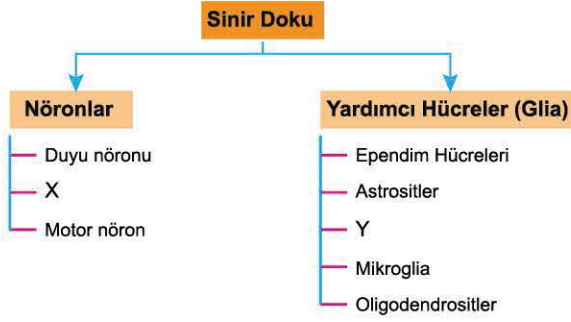 Sinir Doku
Nöronlar
Duyu nöronu
X
Motor nöron
Yardımcı Hücreler (Glia)
Ependim Hücreleri
Astrositler
Y
Mikroglia
Oligodendrositler